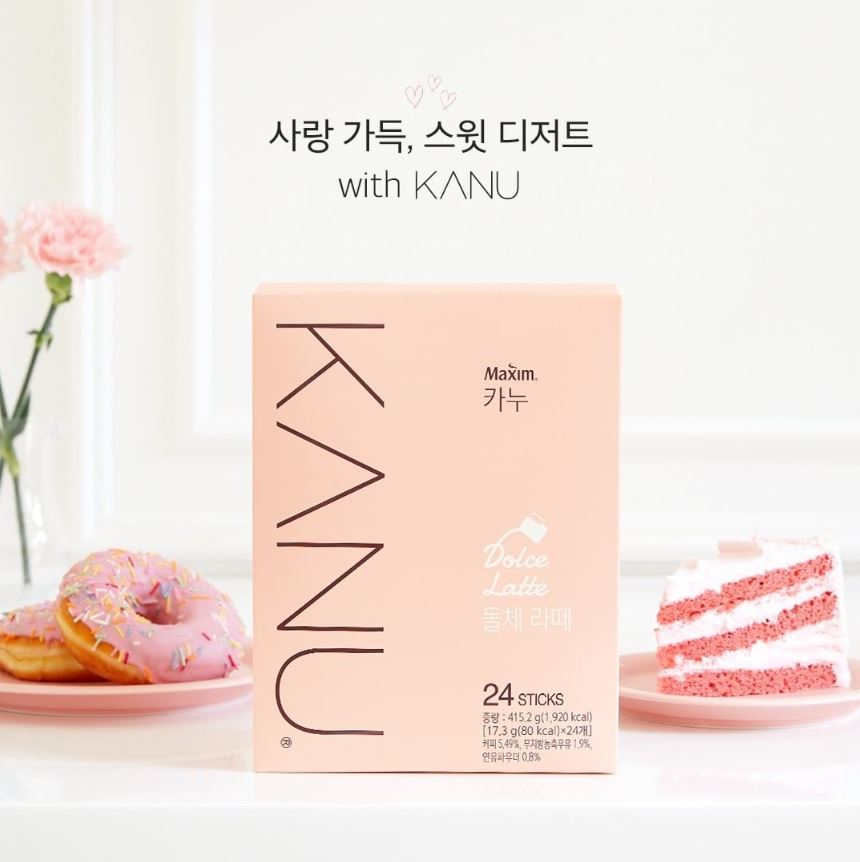 사랑 가득, 스윗 디저트
with KANU
KANU
®
Maxim.
카누
Dolce
Latte
돌체 라떼
24 STICKS
중량 : 415.2 g(1,920 kcal)
[17.3 g(80 kcal)×24개]
커피 5.49%, 무지방농축우유 1.9%,
연유파우더 0.8%